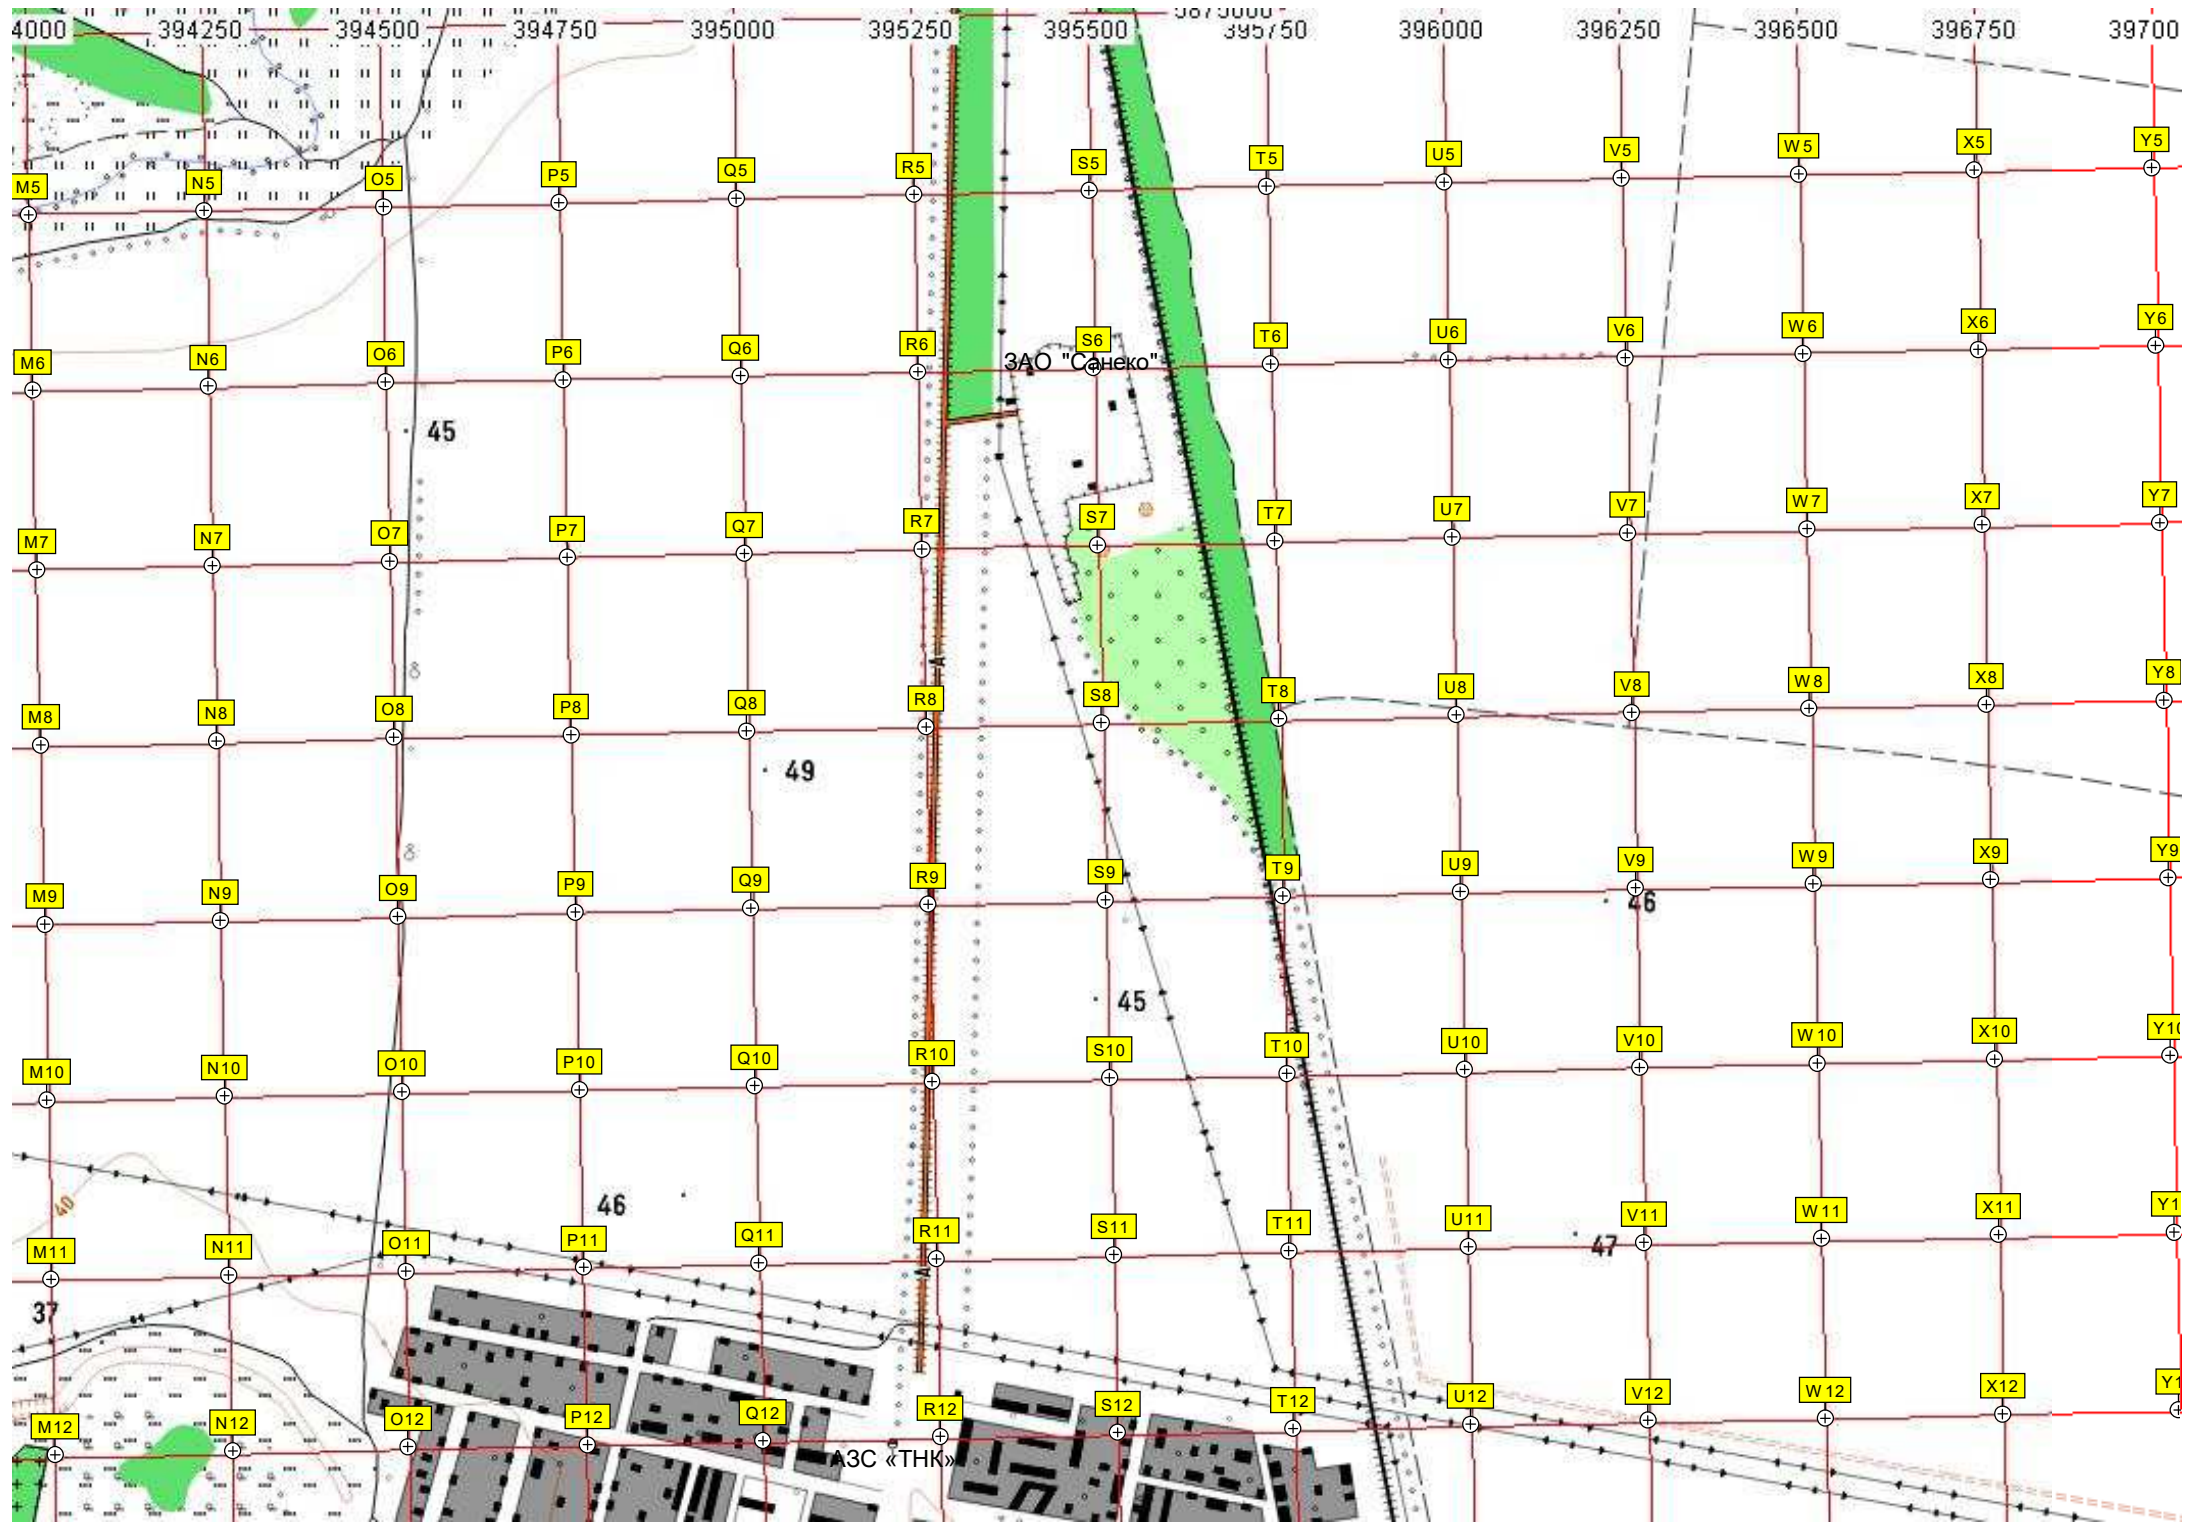 5875000
4000 394250 394500 394750 395000 395250 395500 395750 396000 396250 396500 396750 39700
M5 N5 O5 P5 Q5 R5 S5 T5 U5 V5 W5 X5 Y5
M6 N6 O6 P6 Q6 R6 S6 T6 U6 V6 W6 X6 Y6
ЗАО "Санеко"
45
M7 N7 O7 P7 Q7 R7 S7 T7 U7 V7 W7 X7 Y7
A
M8 N8 O8 P8 Q8 R8 S8 T8 U8 V8 W8 X8 Y8
49
M9 N9 O9 P9 Q9 R9 S9 T9 U9 V9 W9 X9 Y9
46
45
M10 N10 O10 P10 Q10 R10 S10 T10 U10 V10 W10 X10 Y10
40
46
M11 N11 O11 P11 Q11 R11 S11 T11 U11 V11 W11 X11 Y1
47
A
37
M12 N12 O12 P12 Q12 R12 S12 T12 U12 V12 W12 X12 Y1
АЗС «ТНК»